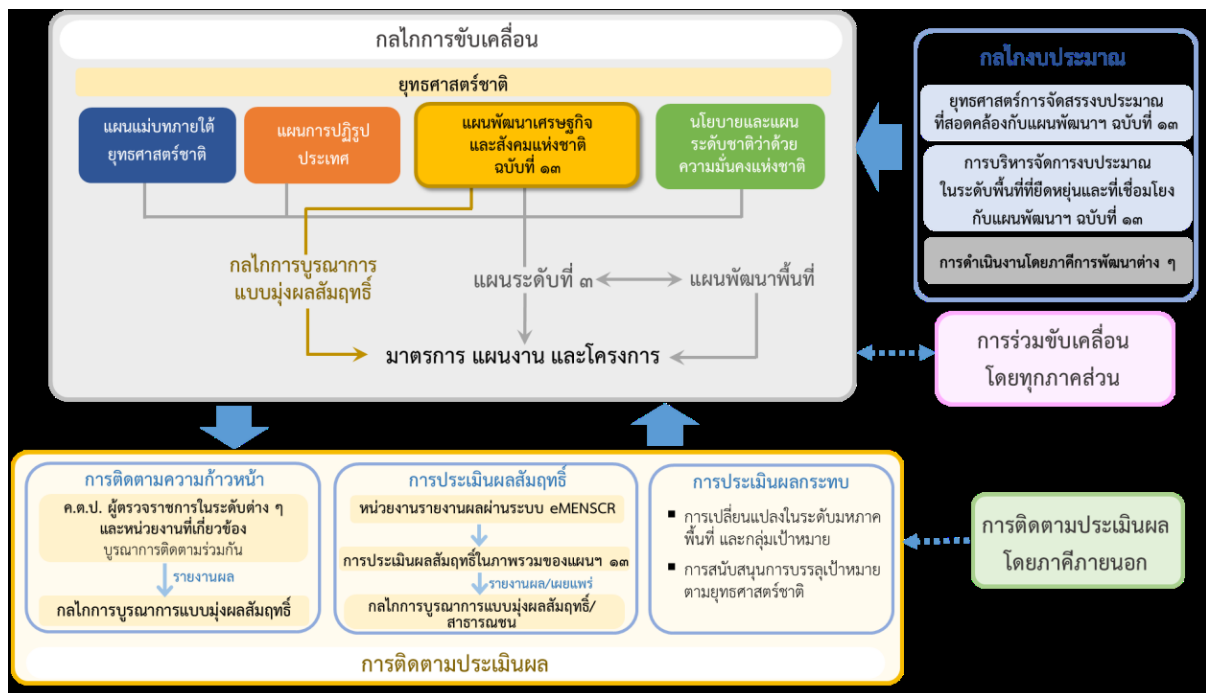 กลไกการขับเคลื่อน
ยุทธศาสตร์ชาติ
แผนแม่บทภายใต้
ยุทธศาสตร์ชาติ
แผนการปฏิรูป
ประเทศ
แผนพัฒนาเศรษฐกิจ
และสังคมแห่งชาติ
ฉบับที่ ๑๓
นโยบายและแผน
ระดับชาติว่าด้วย
ความมั่นคงแห่งชาติ
กลไกการบูรณาการ
แบบมุ่งผลสัมฤทธิ์
แผนระดับที่ ๓
แผนพัฒนาพื้นที่
มาตรการ แผนงาน และโครงการ
กลไกงบประมาณ
ยุทธศาสตร์การจัดสรรงบประมาณ
ที่สอดคล้องกับแผนพัฒนาฯ ฉบับที่ ๑๓
การบริหารจัดการงบประมาณ
ในระดับพื้นที่ที่ยืดหยุ่นและที่เชื่อมโยง
กับแผนพัฒนาฯ ฉบับที่ ๑๓
การดำเนินงานโดยภาคีการพัฒนาต่าง ๆ
การร่วมขับเคลื่อน
โดยทุกภาคส่วน
การติดตามความก้าวหน้า
ค.ต.ป. ผู้ตรวจราชการในระดับต่าง ๆ
และหน่วยงานที่เกี่ยวข้อง
บูรณาการติดตามร่วมกัน
รายงานผล
กลไกการบูรณาการแบบมุ่งผลสัมฤทธิ์
การประเมินผลสัมฤทธิ์
หน่วยงานรายงานผลผ่านระบบ eMENSCR
การประเมินผลสัมฤทธิ์ในภาพรวมของแผนฯ ๑๓
รายงานผล/เผยแพร่
กลไกการบูรณาการแบบมุ่งผลสัมฤทธิ์/
สาธารณชน
การประเมินผลกระทบ
▪ การเปลี่ยนแปลงในระดับมหภาค
พื้นที่ และกลุ่มเป้าหมาย
▪ การสนับสนุนการบรรลุเป้าหมาย
ตามยุทธศาสตร์ชาติ
การติดตามประเมินผล
การติดตามประเมินผล
โดยภาคีภายนอก